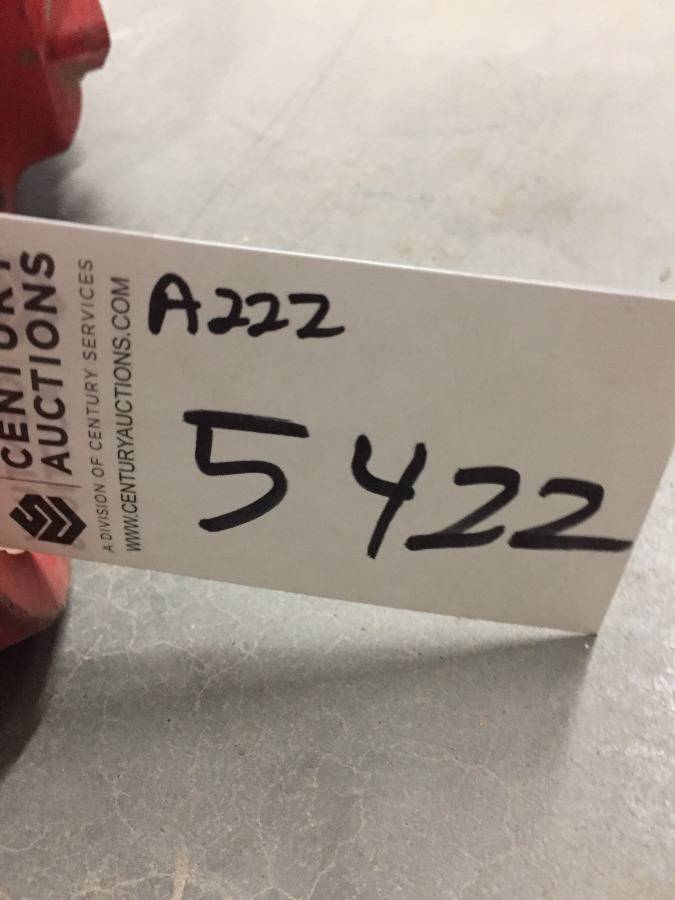 CENTURY
AUCTIONS
A DIVISION OF CENTURY SERVICES
WWW.CENTURYAUCTIONS.COM
A222
5422